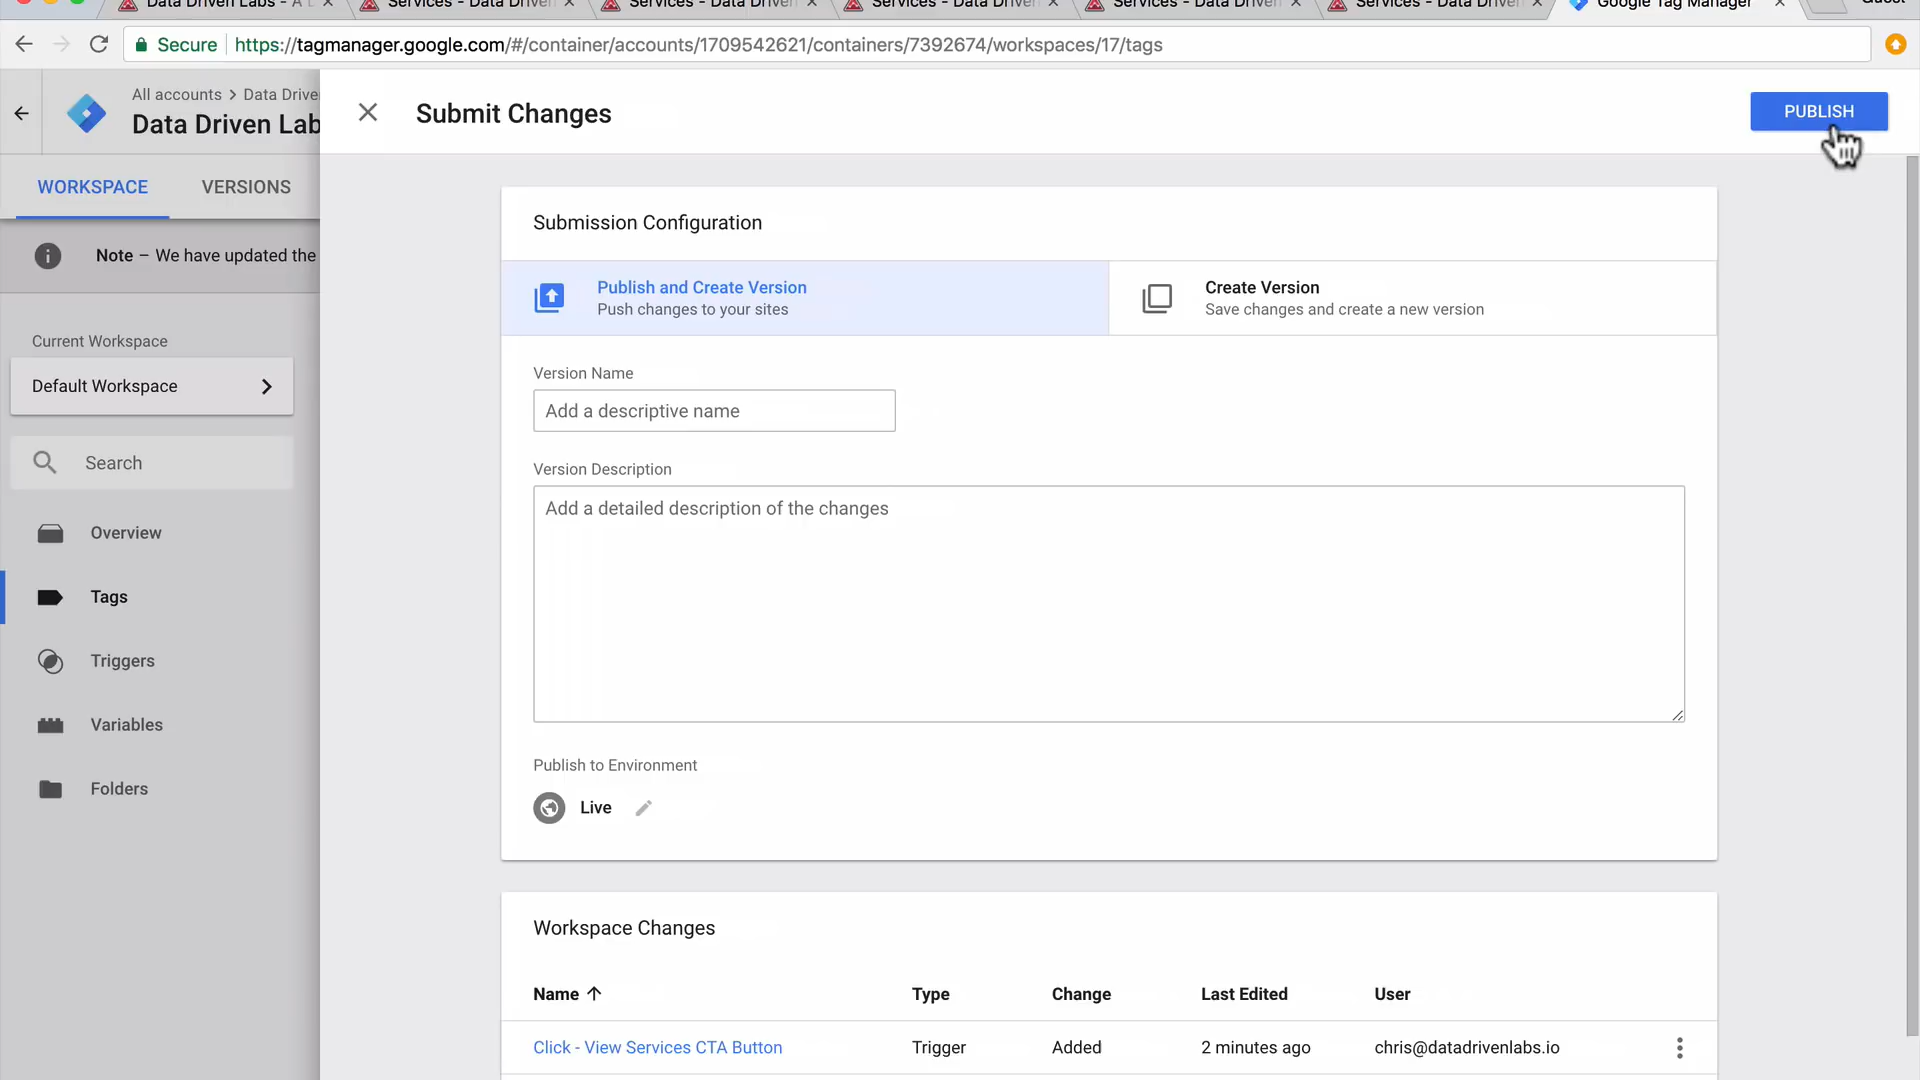 Data Driven Labs - A D
Services - Data Driven
Services - Data Driven
Services - Data Driven
Services - Data Driven
Services - Data Driven
Google Tag Manager
Guest
Secure
https://tagmanager.google.com/#/container/accounts/1709542621/containers/7392674/workspaces/17/tags
All accounts > Data Drive
Data Driven Lab
Submit Changes
PUBLISH
WORKSPACE
VERSIONS
Note – We have updated the
Current Workspace
Default Workspace
Search
Overview
Tags
Triggers
Variables
Folders
Submission Configuration
Publish and Create Version
Push changes to your sites
Create Version
Save changes and create a new version
Version Name
Add a descriptive name
Version Description
Add a detailed description of the changes
Publish to Environment
Live
Workspace Changes
Name Type Change Last Edited User
Click - View Services CTA Button Trigger Added 2 minutes ago chris@datadrivenlabs.io